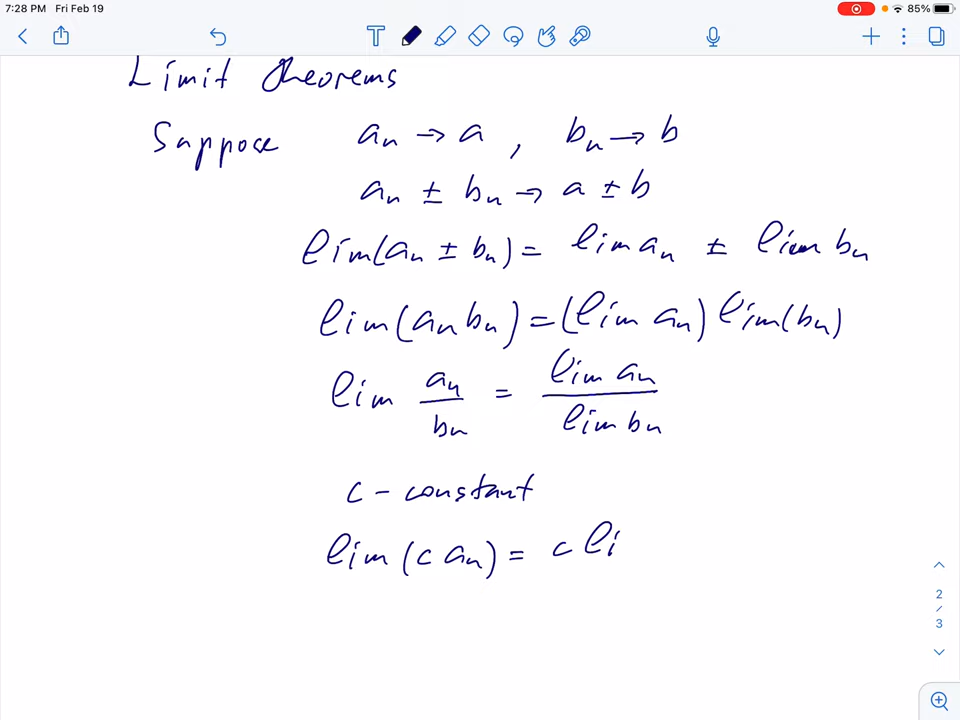 7:28 PM Fri Feb 19 85%
Limit theorems
Suppose aₙ → a , bₙ → b
aₙ ± bₙ → a ± b
lim(aₙ ± bₙ) = lim aₙ ± lim bₙ
lim(aₙ bₙ) = (lim aₙ) lim(bₙ)
lim aₙ/bₙ = lim aₙ / lim bₙ
c – constant
lim(c aₙ) = c li
2 / 3